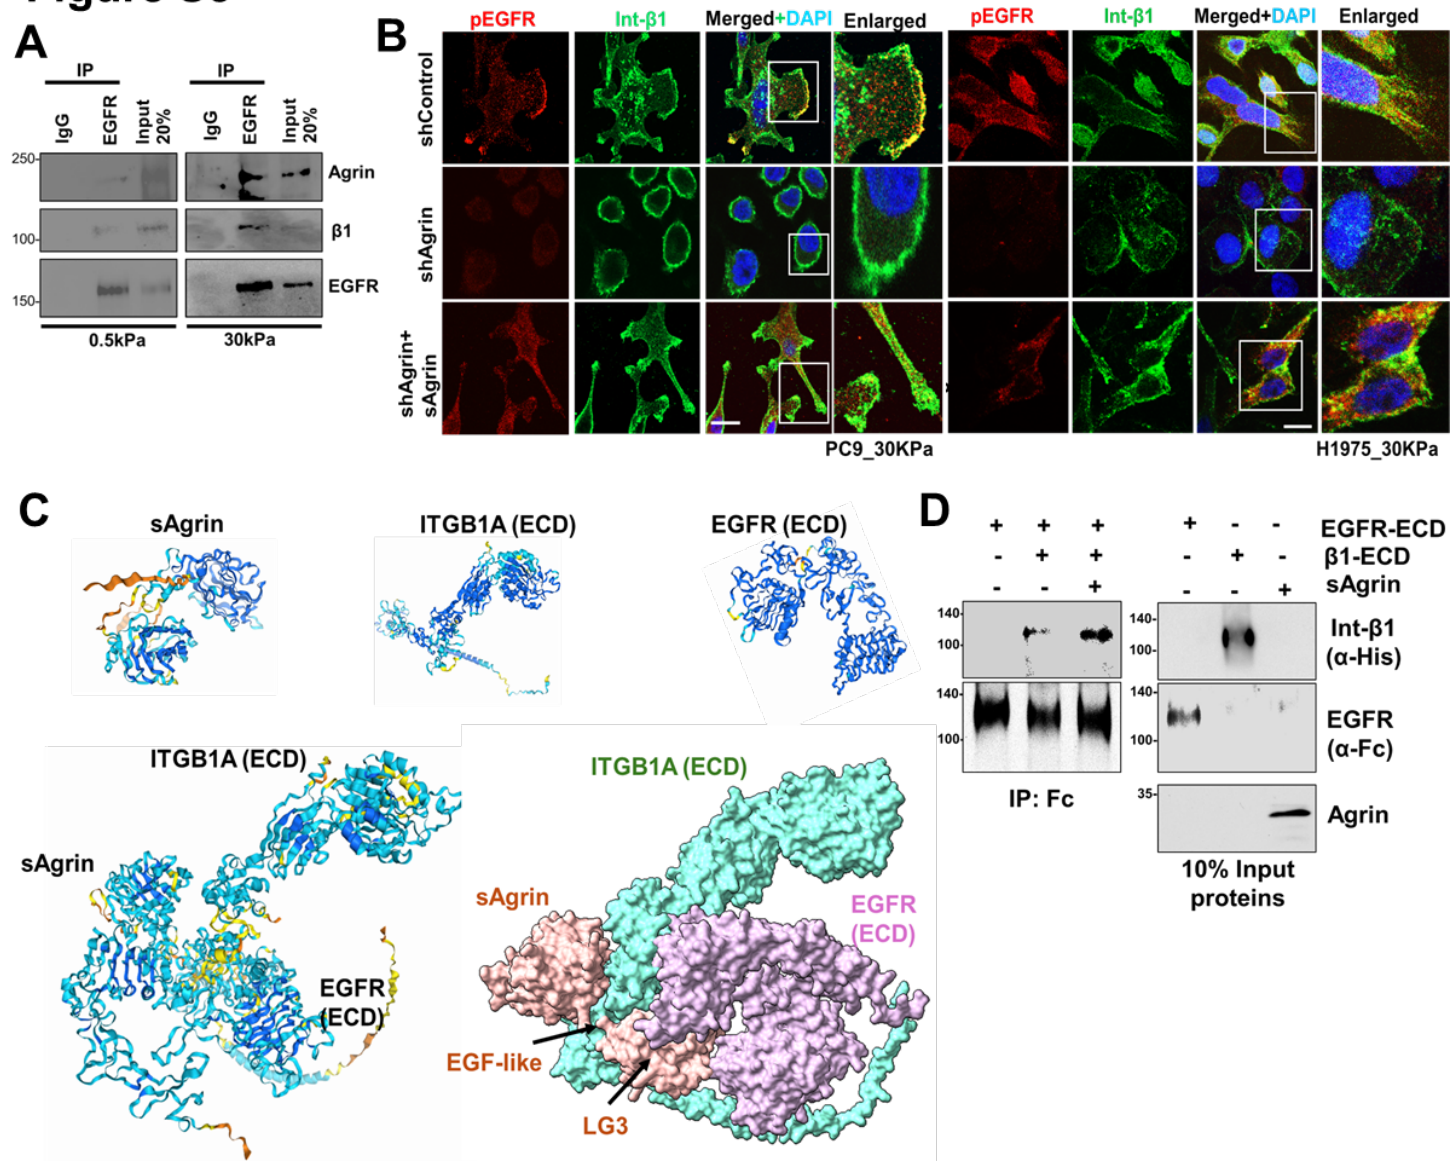 A
IP
IP
IgG
EGFR
Input
20%
IgG
EGFR
Input
20%
250-
100-
150-
Agrin
β1
EGFR
0.5kPa
30kPa
B
pEGFR
Int-β1
Merged+DAPI
Enlarged
pEGFR
Int-β1
Merged+DAPI
Enlarged
shControl
shAgrin
shAgrin+
sAgrin
PC9_30KPa
H1975_30KPa
C
sAgrin
ITGB1A (ECD)
EGFR (ECD)
ITGB1A (ECD)
sAgrin
EGFR
(ECD)
ITGB1A (ECD)
sAgrin
EGFR
(ECD)
EGF-like
LG3
D
+ + + + - - EGFR-ECD
- + + - + - β1-ECD
- - + - - + sAgrin
140-
100-
140-
100-
IP: Fc
140-
100-
Int-β1
(α-His)
140-
100-
EGFR
(α-Fc)
35-
Agrin
10% Input
proteins